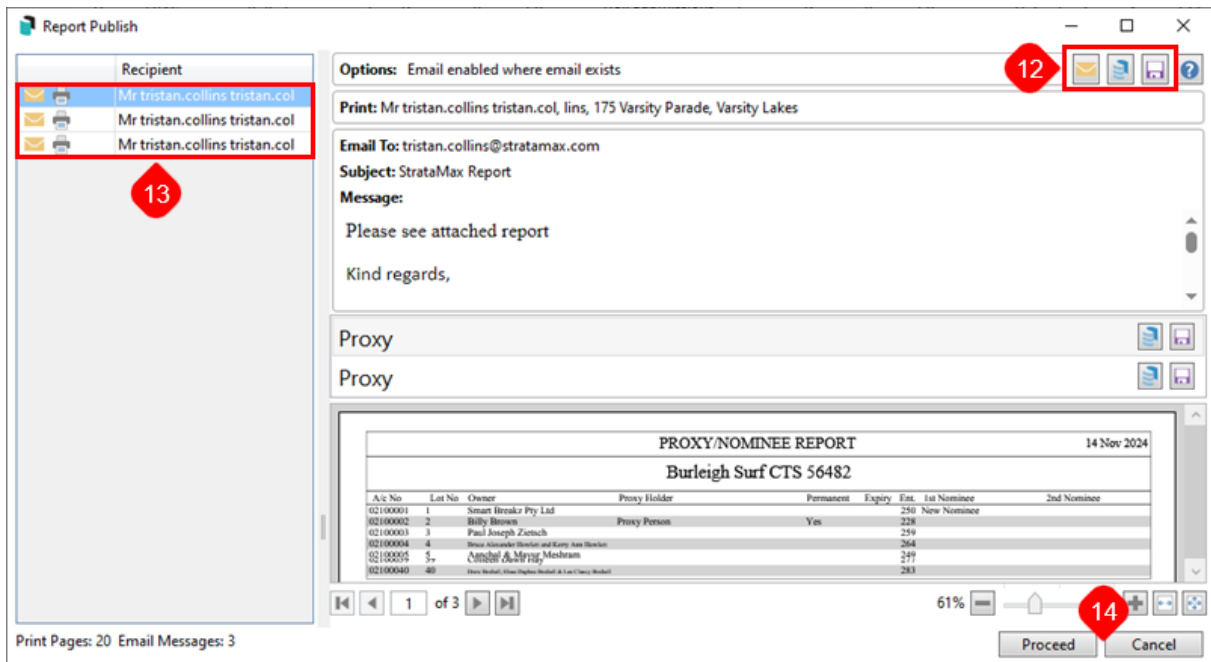 Report Publish
Recipient
Mr tristan.collins tristan.col
Mr tristan.collins tristan.col
Mr tristan.collins tristan.col
13
Options: Email enabled where email exists
12
Print: Mr tristan.collins tristan.col, lins, 175 Varsity Parade, Varsity Lakes
Email To: tristan.collins@stratamax.com
Subject: StrataMax Report
Message:
Please see attached report
Kind regards,
Proxy
Proxy
PROXY/NOMINEE REPORT 14 Nov 2024
Burleigh Surf CTS 56482
A/c No Lot No Owner Proxy Holder Permanent Expiry Ent. 1st Nominee 2nd Nominee
02100001 1 Smart Breakz Pty Ltd 250 New Nominee
02100002 2 Billy Brown Proxy Person Yes 228
02100003 3 Paul Joseph Zietsch 259
02100004 4 264
02100005 5 Aanchal & Mayur Meshram 249
02100040 40 283
1 of 3
61%
14
Print Pages: 20 Email Messages: 3
Proceed Cancel